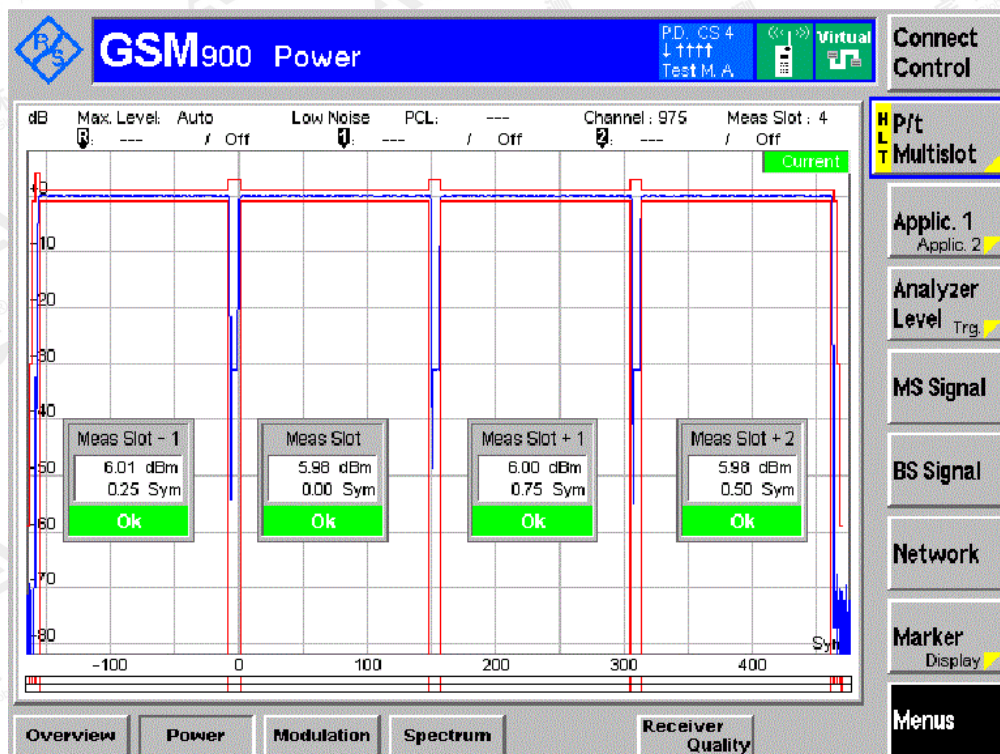 R/S
GSM900 Power
P.D. CS 4
Test M. A
Virtual
Connect
Control
dB Max. Level: Auto Low Noise PCL: --- Channel : 975 Meas Slot : 4
R : --- / Off 1 : --- / Off 2 : --- / Off
Current
H
L
T
P/t
Multislot
Applic. 1
Applic. 2
Analyzer
Level Trg.
MS Signal
BS Signal
Network
Marker
Display
Menus
+0
-10
-20
-30
-40
-50
-60
-70
-80
Meas Slot - 1
6.01 dBm
0.25 Sym
Ok
Meas Slot
5.98 dBm
0.00 Sym
Ok
Meas Slot + 1
6.00 dBm
0.75 Sym
Ok
Meas Slot + 2
5.98 dBm
0.50 Sym
Ok
Sym
-100 0 100 200 300 400
Overview Power Modulation Spectrum Receiver
Quality